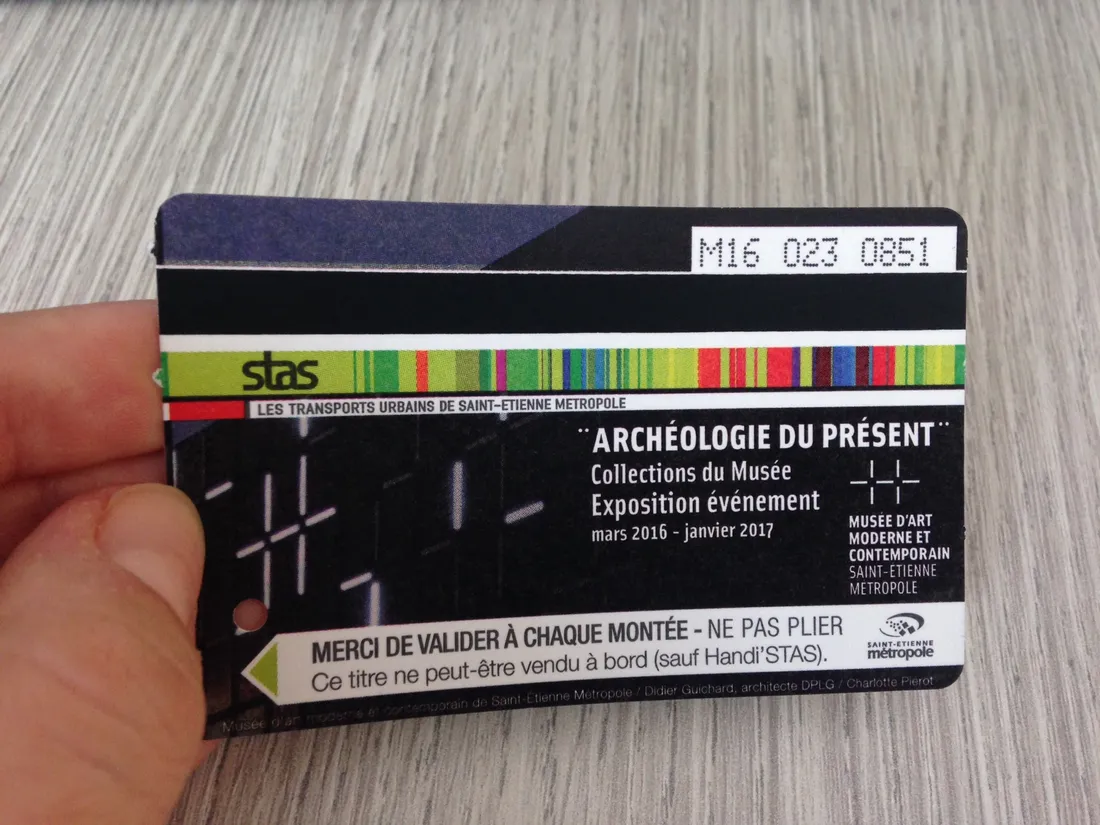 M16 023 0851
stas
LES TRANSPORTS URBAINS DE SAINT-ETIENNE METROPOLE
¨ARCHÉOLOGIE DU PRÉSENT¨
Collections du Musée
Exposition événement
mars 2016 - janvier 2017
MUSÉE D'ART
MODERNE ET
CONTEMPORAIN
SAINT-ETIENNE
MÉTROPOLE
MERCI DE VALIDER À CHAQUE MONTÉE - NE PAS PLIER
Ce titre ne peut-être vendu à bord (sauf Handi'STAS).
SAINT-ETIENNE
métropole
Musée d'art moderne et contemporain de Saint-Etienne Métropole / Didier Guichard, architecte DPLG / Charlotte Pierot